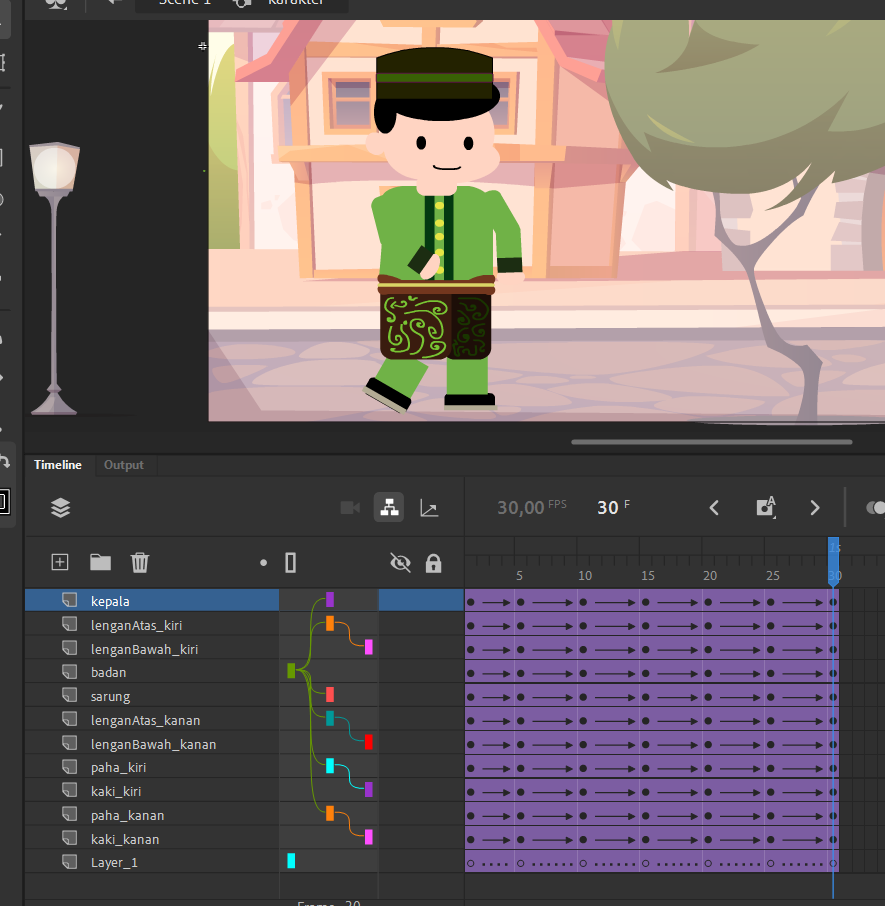 Scene 1 karakter
Timeline Output
30,00 FPS 30 F A
1s
5 10 15 20 25 30
kepala
lenganAtas_kiri
lenganBawah_kiri
badan
sarung
lenganAtas_kanan
lenganBawah_kanan
paha_kiri
kaki_kiri
paha_kanan
kaki_kanan
Layer_1
Frame 30